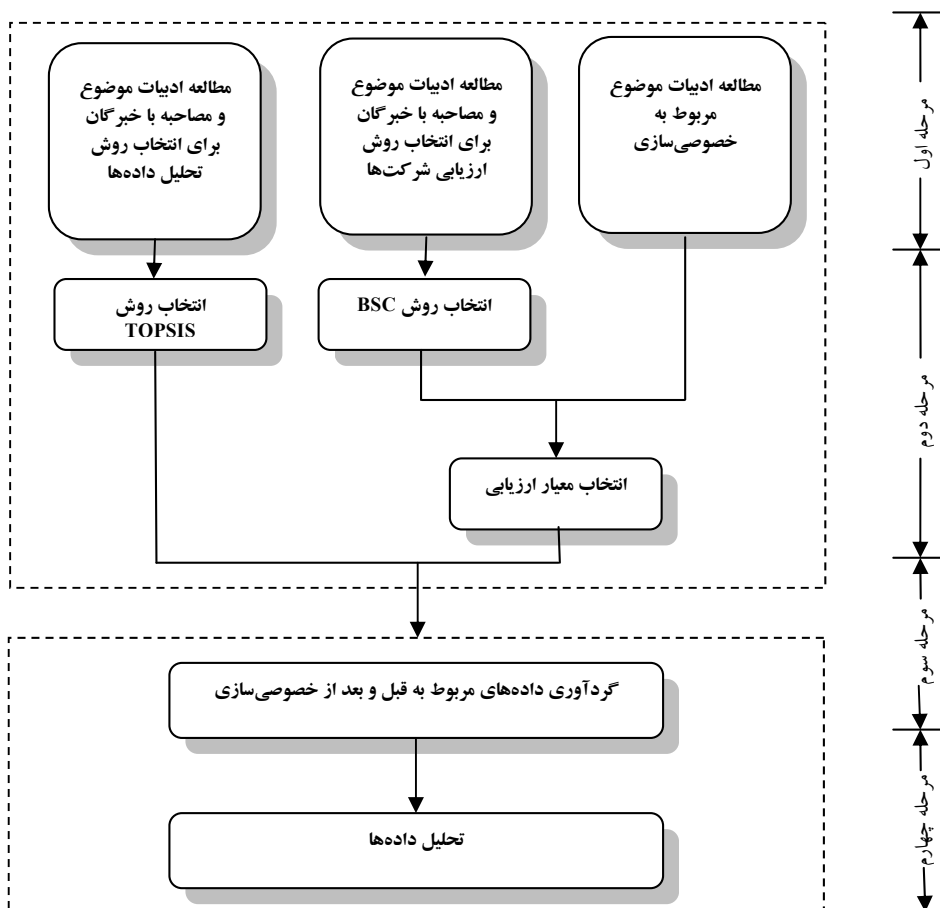 مطالعه ادبیات موضوع
مربوط به
خصوصی‌سازی
مطالعه ادبیات موضوع
و مصاحبه با خبرگان
برای انتخاب روش
ارزیابی شرکت‌ها
مطالعه ادبیات موضوع
و مصاحبه با خبرگان
برای انتخاب روش
تحلیل داده‌ها
مرحله اول
انتخاب روش BSC
انتخاب روش
TOPSIS
مرحله دوم
انتخاب معیار ارزیابی
مرحله سوم
گردآوری داده‌های مربوط به قبل و بعد از خصوصی‌سازی
مرحله چهارم
تحلیل داده‌ها